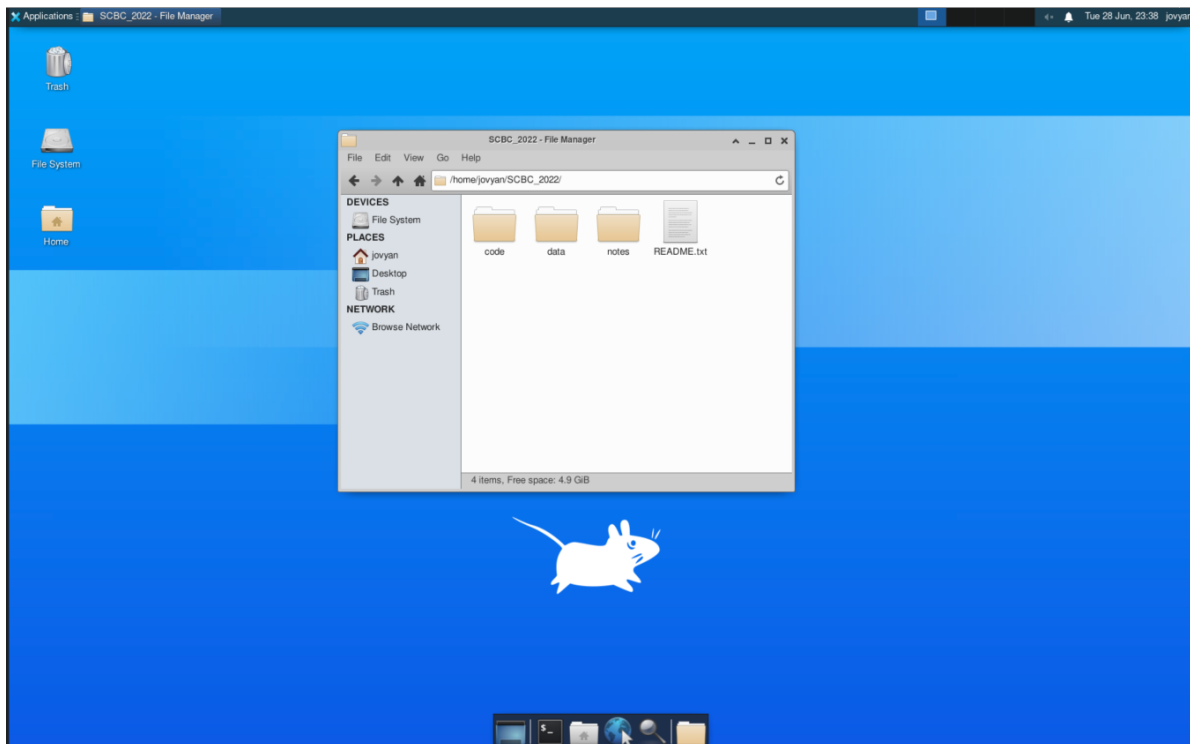 Applications : SCBC_2022 - File Manager
Tue 28 Jun, 23:38 jovyan
Trash
File System
Home
SCBC_2022 - File Manager
File Edit View Go Help
/home/jovyan/SCBC_2022/
DEVICES
File System
PLACES
jovyan
Desktop
Trash
NETWORK
Browse Network
code data notes README.txt
4 items, Free space: 4.9 GiB
$_